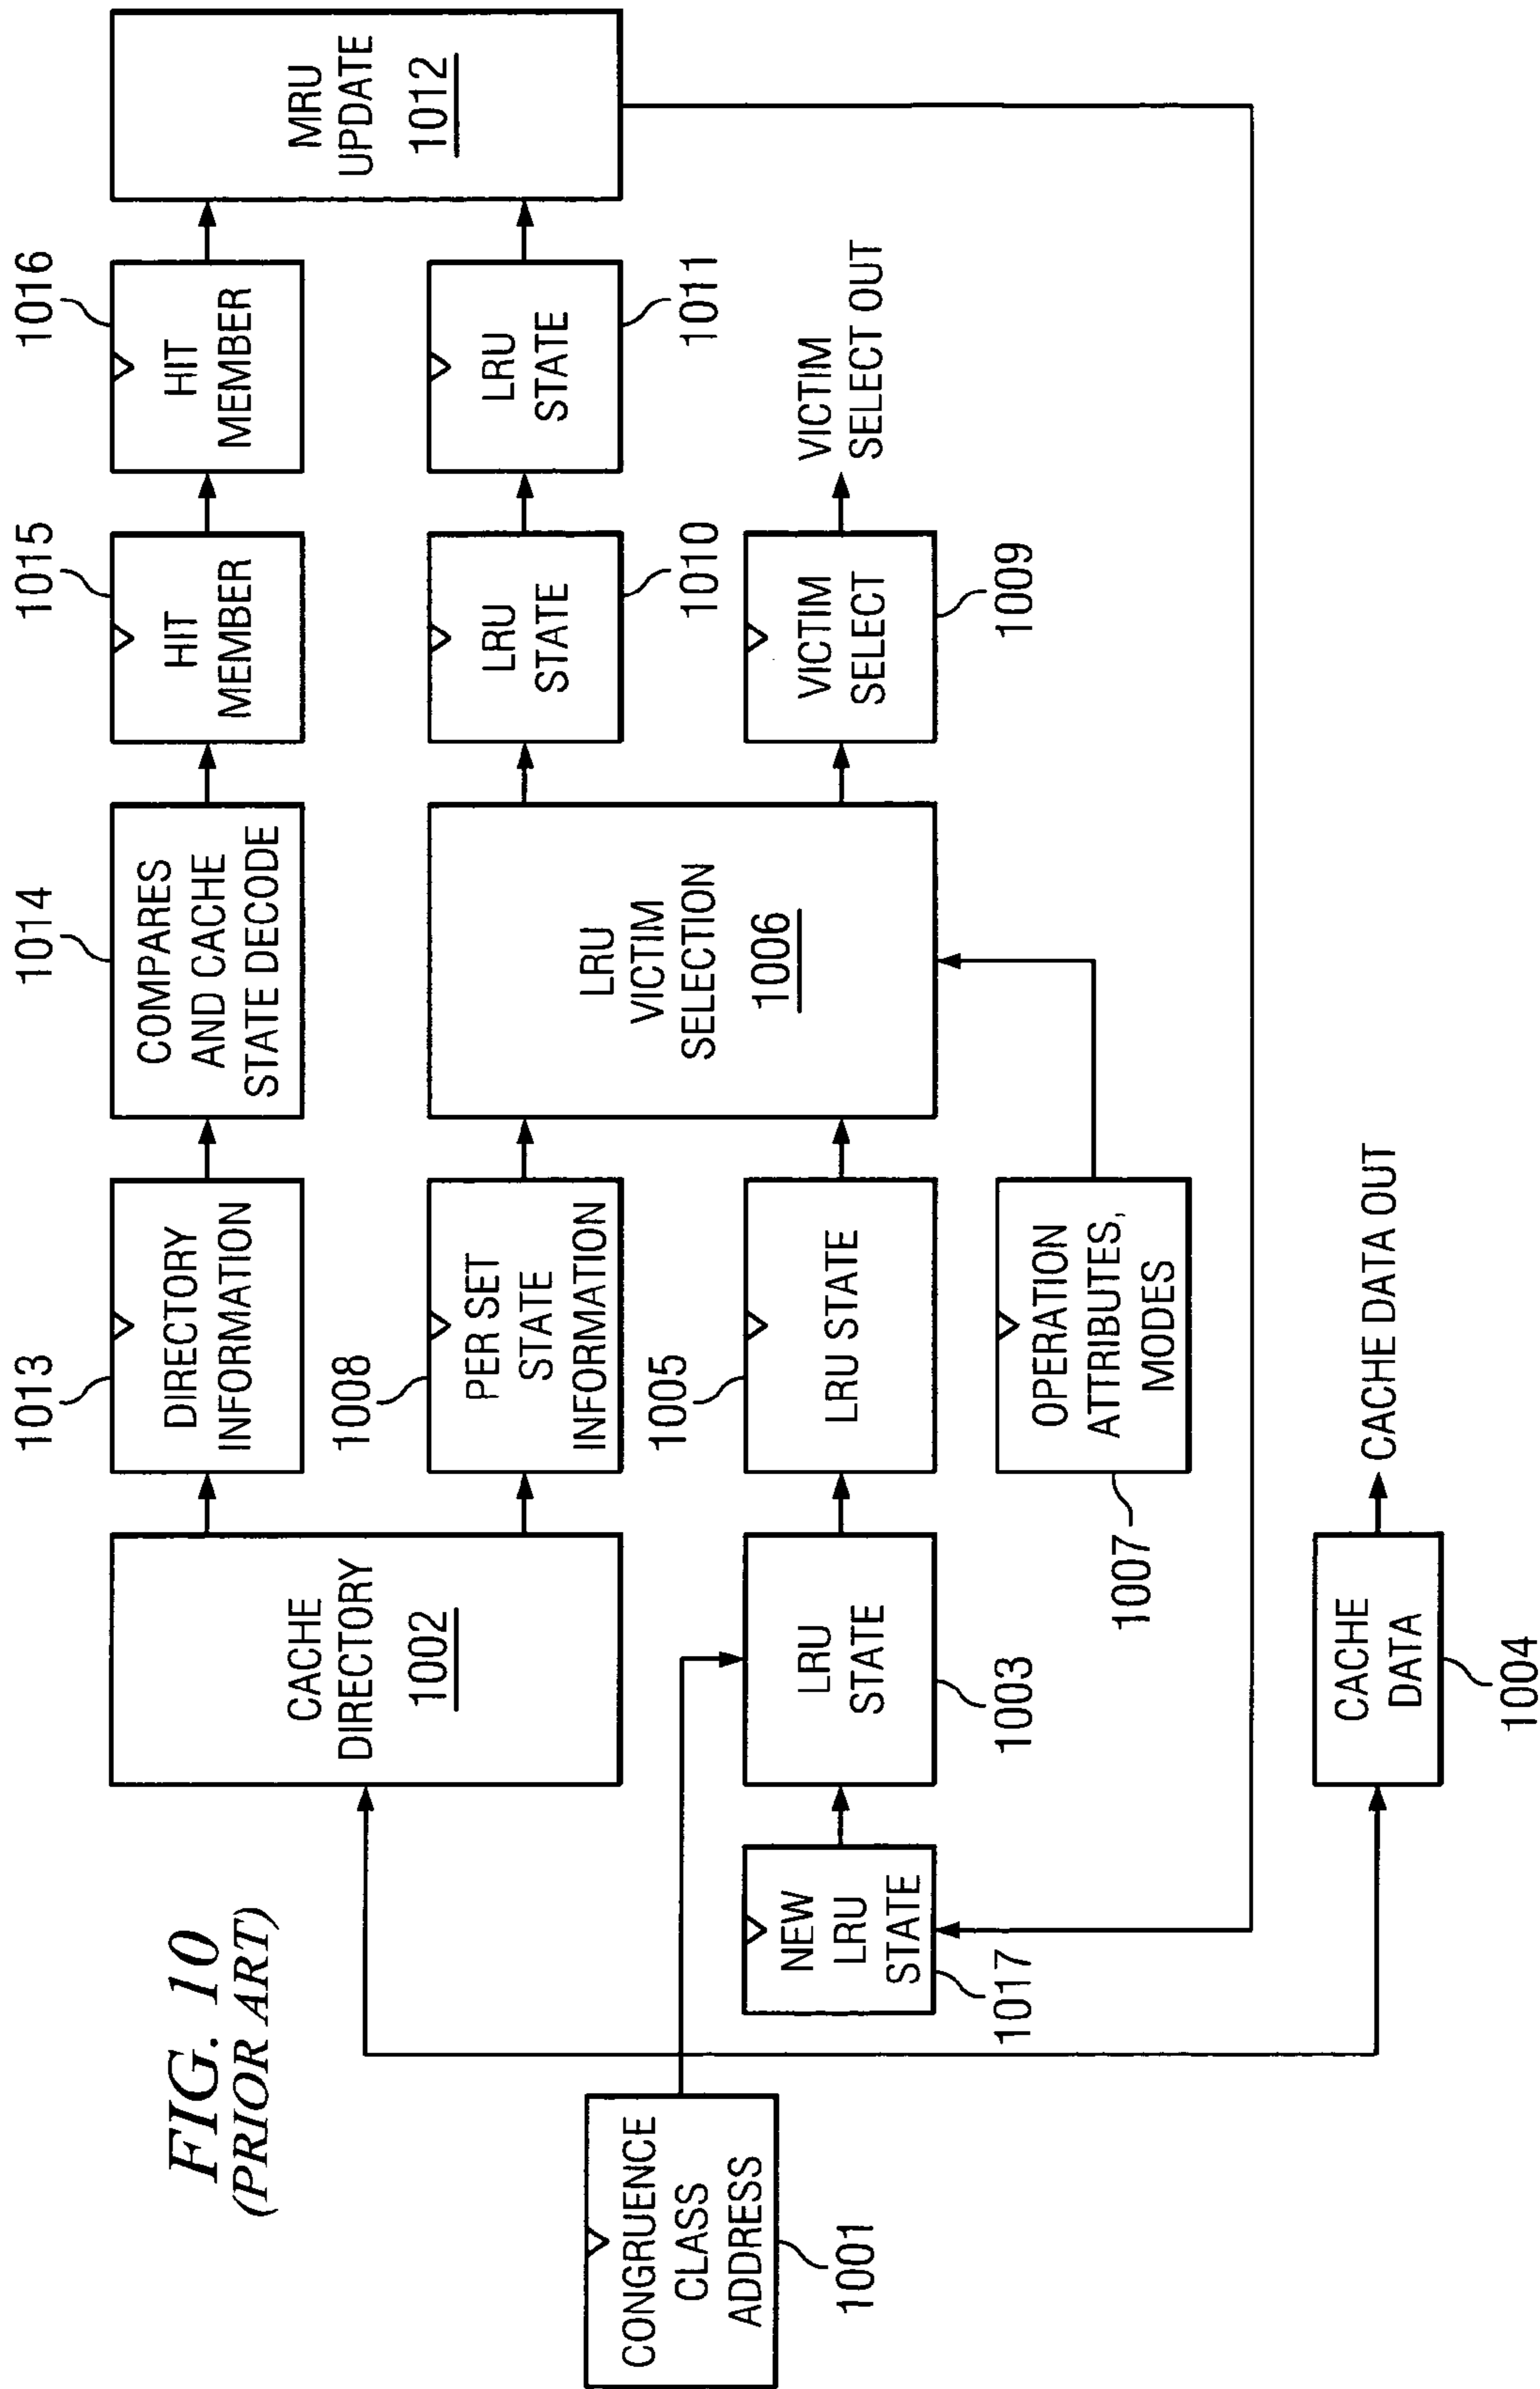 FIG. 10
(PRIOR ART)
CONGRUENCE
CLASS
ADDRESS
1001
CACHE
DIRECTORY
1002
NEW
LRU
STATE
1017
LRU
STATE
1003
CACHE
DATA
1004
CACHE DATA OUT
1013
DIRECTORY
INFORMATION
1008
PER SET
STATE
INFORMATION
1005
LRU STATE
OPERATION
ATTRIBUTES,
MODES
1007
1014
COMPARES
AND CACHE
STATE DECODE
LRU
VICTIM
SELECTION
1006
1015
HIT
MEMBER
LRU
STATE
1010
VICTIM
SELECT
1009
1016
HIT
MEMBER
LRU
STATE
1011
VICTIM
SELECT OUT
MRU
UPDATE
1012